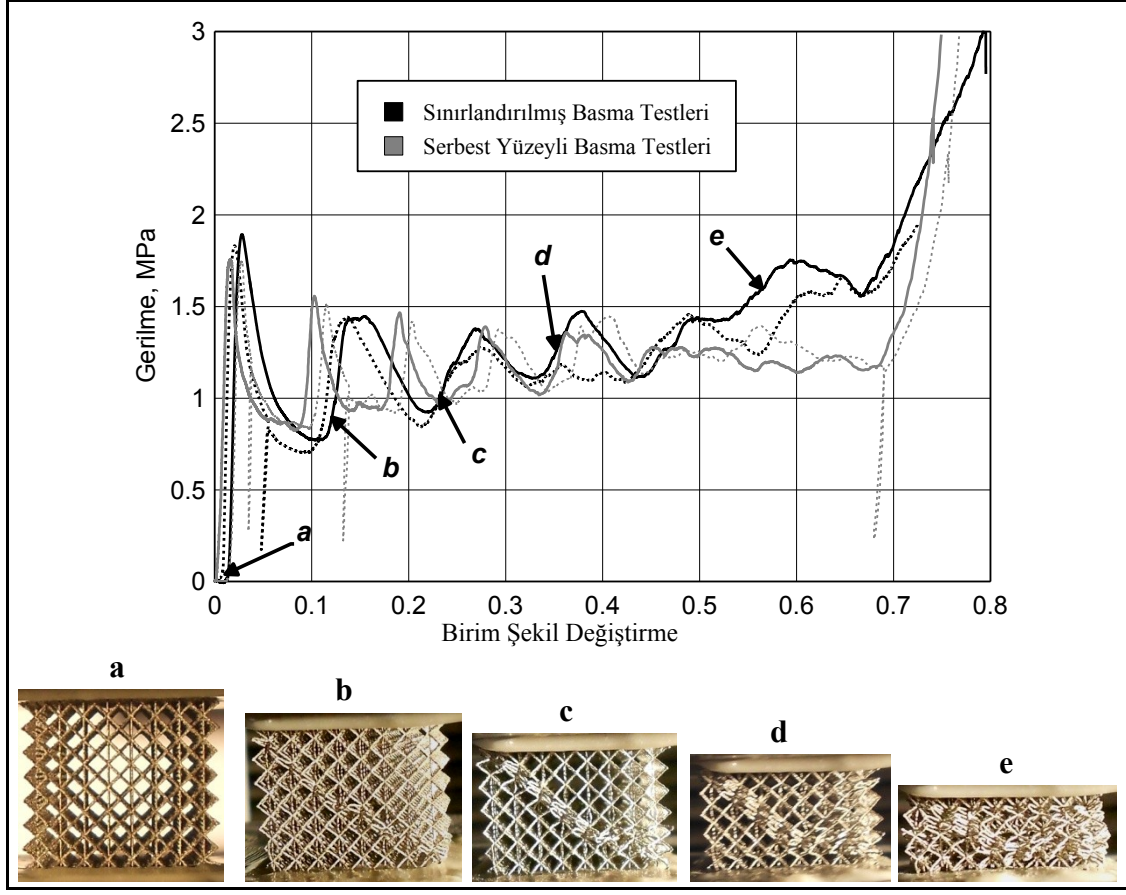 3
2.5
2
1.5
1
0.5
0
Gerilme, MPa
Sınırlandırılmış Basma Testleri
Serbest Yüzeyli Basma Testleri
a
b
c
d
e
0 0.1 0.2 0.3 0.4 0.5 0.6 0.7 0.8
Birim Şekil Değiştirme
a
b
c
d
e